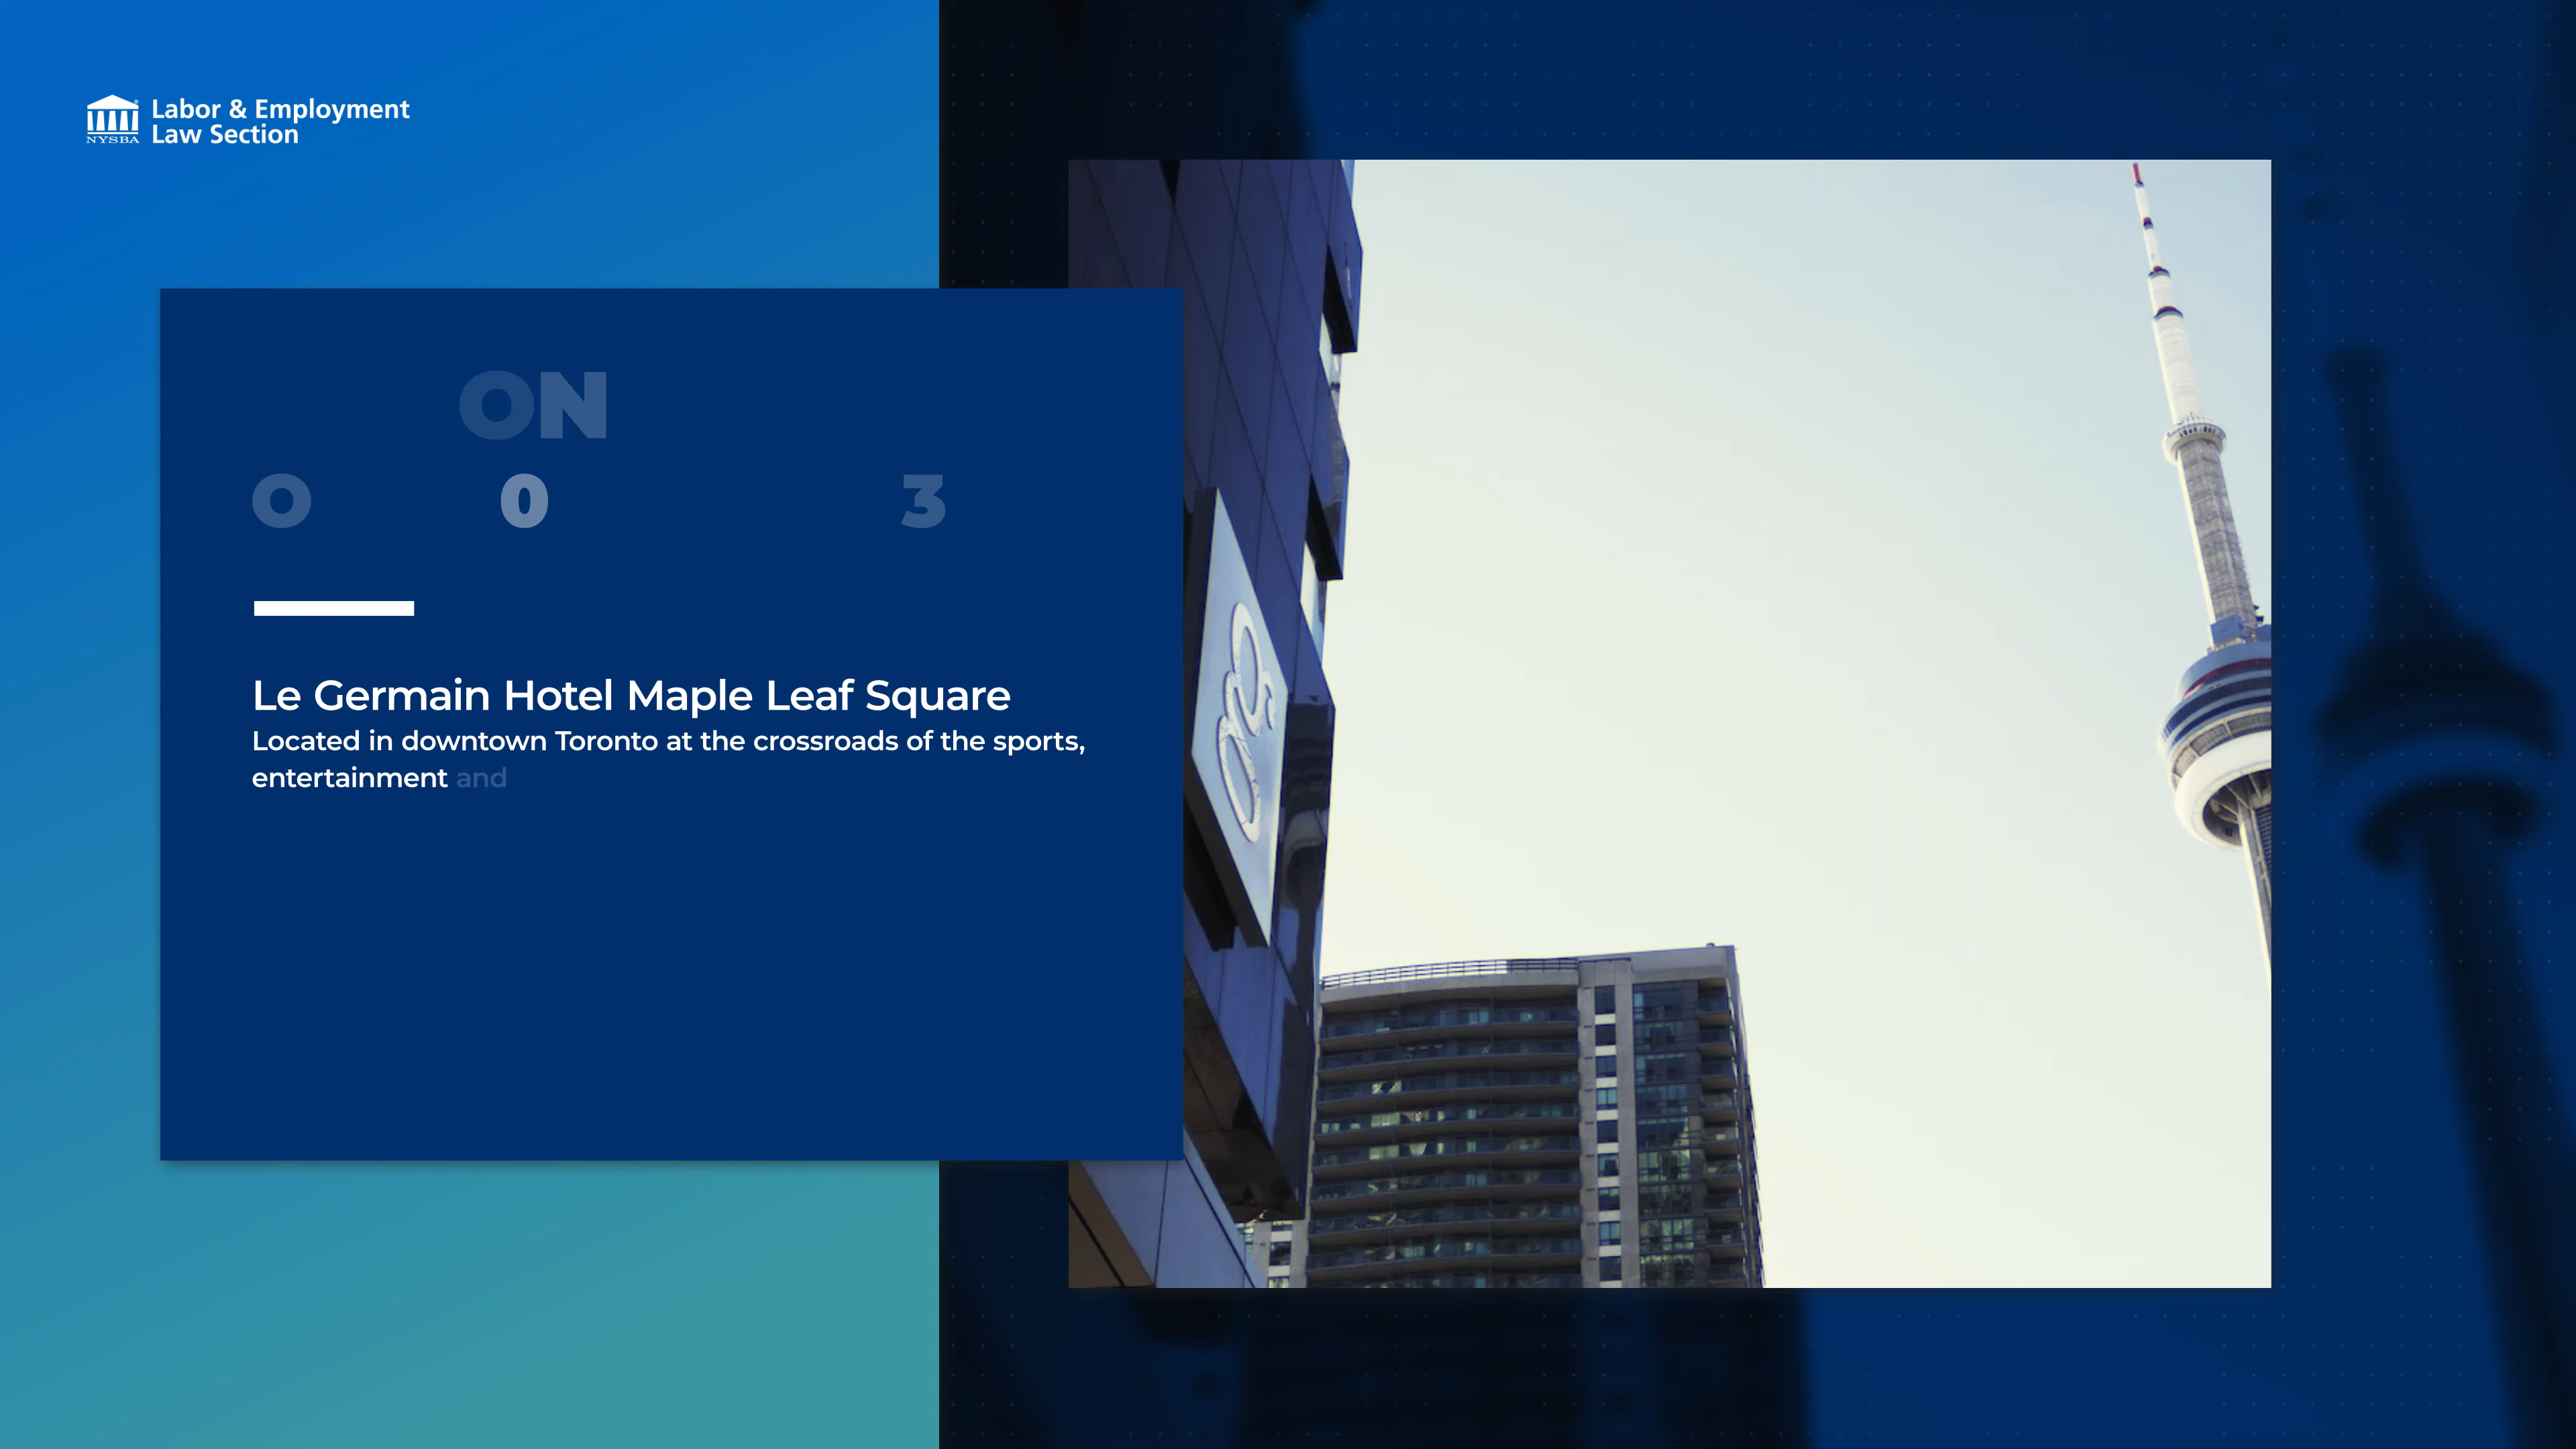 Labor & Employment
Law Section
NYSBA
ON
O 0 3
Le Germain Hotel Maple Leaf Square
Located in downtown Toronto at the crossroads of the sports,
entertainment and